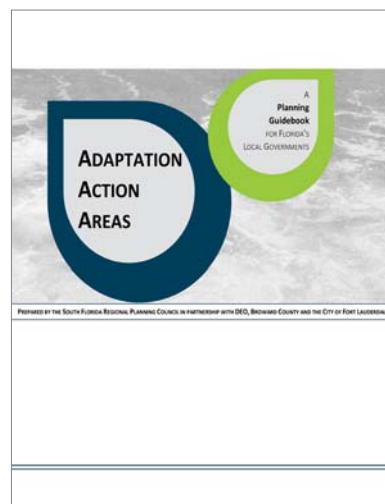 A
Planning
Guidebook
FOR FLORIDA'S
LOCAL GOVERNMENTS
ADAPTATION
ACTION
AREAS
PREPARED BY THE SOUTH FLORIDA REGIONAL PLANNING COUNCIL IN PARTNERSHIP WITH DEO, BROWARD COUNTY AND THE CITY OF FORT LAUDERDAL